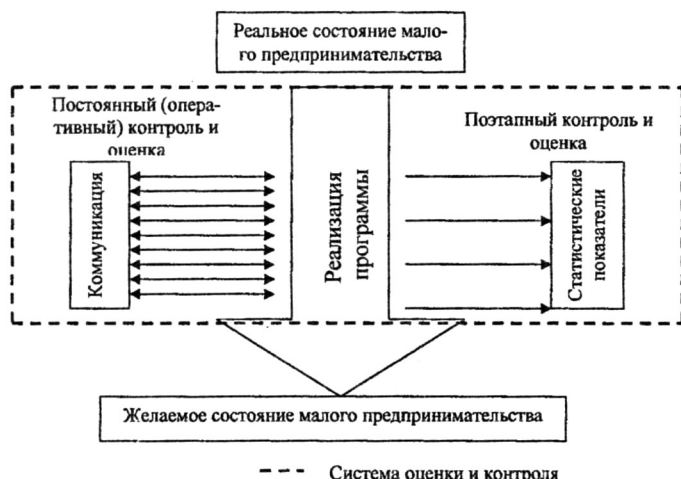 Реальное состояние мало-
го предпринимательства
Постоянный (опера-
тивный) контроль и
оценка
Поэтапный контроль и
оценка
Коммуникация
Реализация
программы
Статистические
показатели
Желаемое состояние малого предпринимательства
Система оценки и контроля